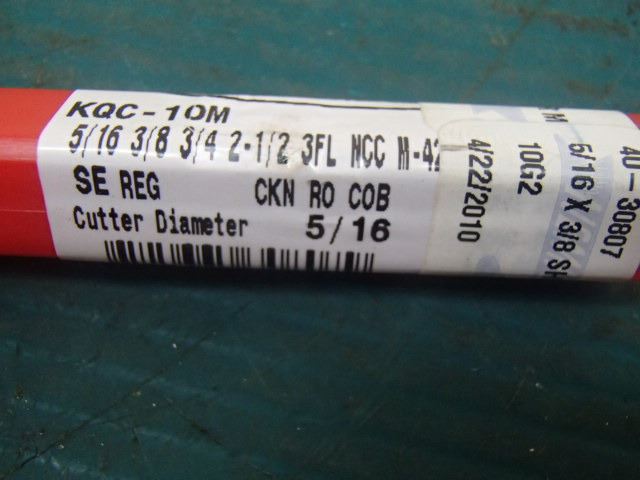 KQC-10M
5/16 3/8 3/4 2-1/2 3FL NCC M-42
SE REG CKN RO COB
Cutter Diameter 5/16
40-30807
5/16 X 3/8 SH
10G2
4/22/2010